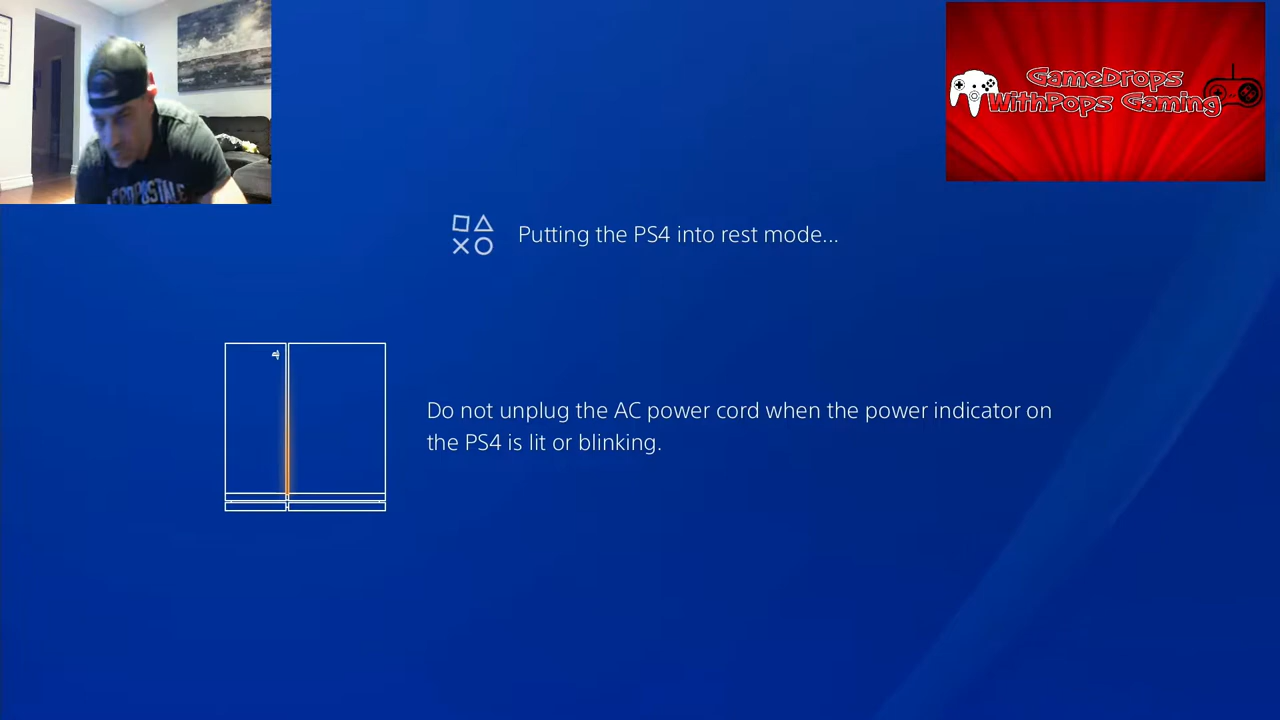 GameDrops
WithPops Gaming
Putting the PS4 into rest mode...
Do not unplug the AC power cord when the power indicator on
the PS4 is lit or blinking.
AEROPOSTALE